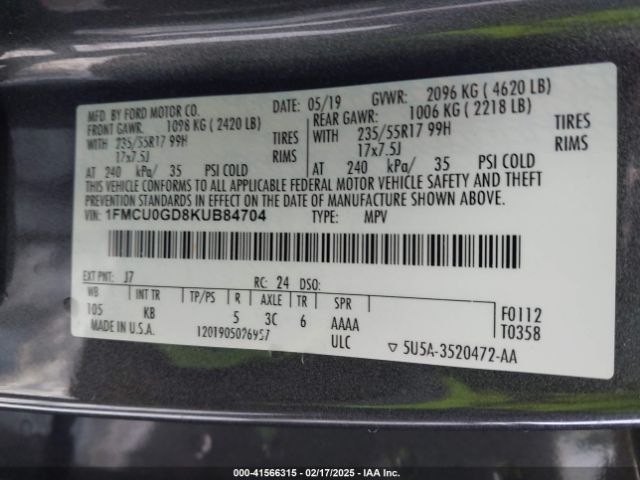 MFD. BY FORD MOTOR CO.
DATE: 05/19 GVWR: 2096 KG ( 4620 LB)
FRONT GAWR: 1098 KG ( 2420 LB)
WITH 235/55R17 99H TIRES
17x7.5J RIMS
AT 240 kPa/ 35 PSI COLD
REAR GAWR: 1006 KG ( 2218 LB)
WITH 235/55R17 99H TIRES
17x7.5J RIMS
AT 240 kPa/ 35 PSI COLD
THIS VEHICLE CONFORMS TO ALL APPLICABLE FEDERAL MOTOR VEHICLE SAFETY AND THEFT
PREVENTION STANDARDS IN EFFECT ON THE DATE OF MANUFACTURE SHOWN ABOVE.
VIN: 1FMCU0GD8KUB84704 TYPE: MPV
EXT PNT: J7 RC: 24 DSO:
WB INT TR TP/PS R AXLE TR SPR
105 KB 5 3C 6 AAAA
F0112
T0358
MADE IN U.S.A. 1201905026957 ULC
▽ 5U5A-3520472-AA
000-41566315 - 02/17/2025 - IAA Inc.